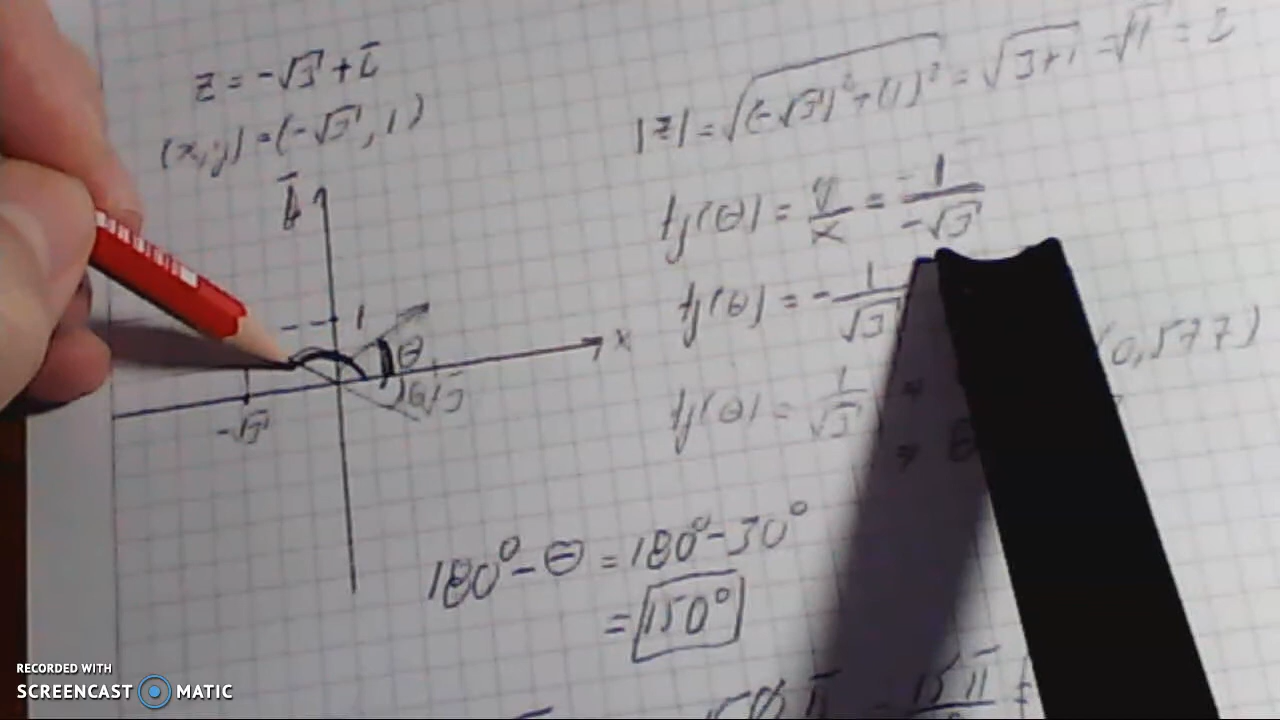 z = -√3 + i
(x,y) = (-√3, 1)
|z| = √(-√3)² + (1)² = √3+1 = √4 = 2
tg(θ) = y/x = 1/-√3
tg(θ) = -1/√3
tg(θ) = 1/√3 ⇒
(0,577)
⇒ θ
1
θ
x
-√3
180° - θ = 180° - 30°
= 150°
RECORDED WITH
SCREENCAST MATIC